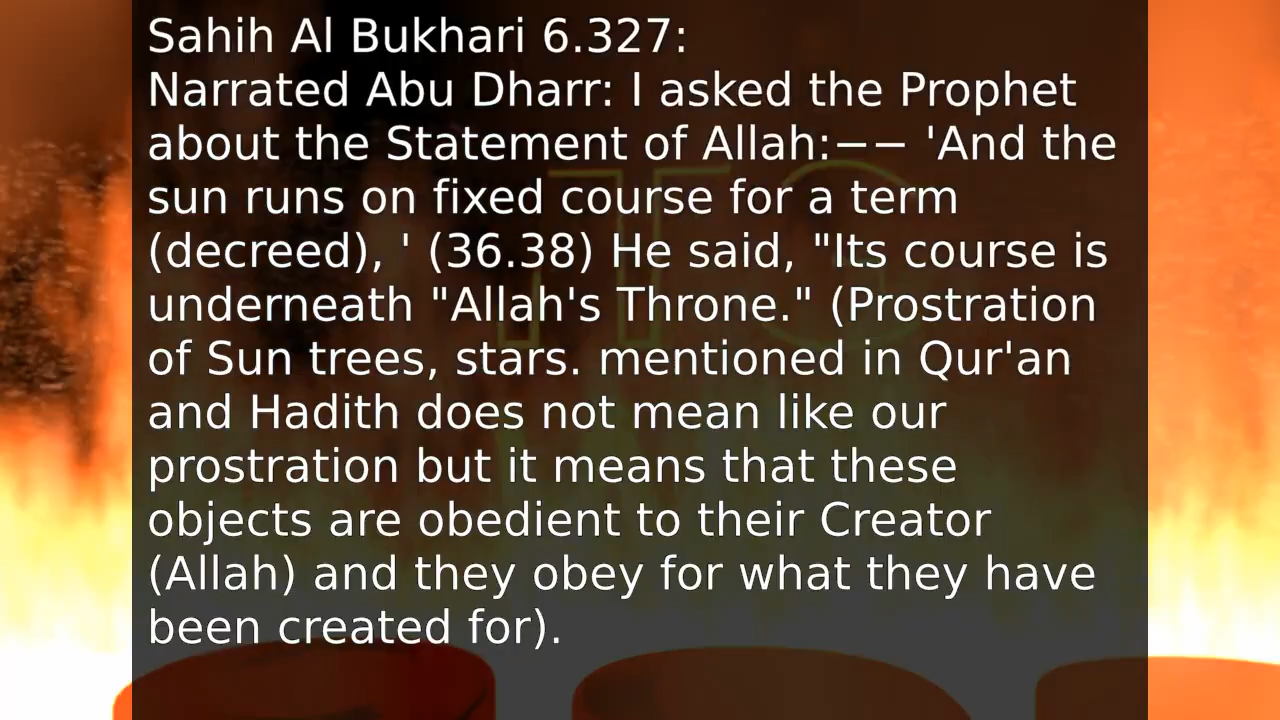 Sahih Al Bukhari 6.327:
Narrated Abu Dharr: I asked the Prophet
about the Statement of Allah:−− 'And the
sun runs on fixed course for a term
(decreed), ' (36.38) He said, "Its course is
underneath "Allah's Throne." (Prostration
of Sun trees, stars. mentioned in Qur'an
and Hadith does not mean like our
prostration but it means that these
objects are obedient to their Creator
(Allah) and they obey for what they have
been created for).